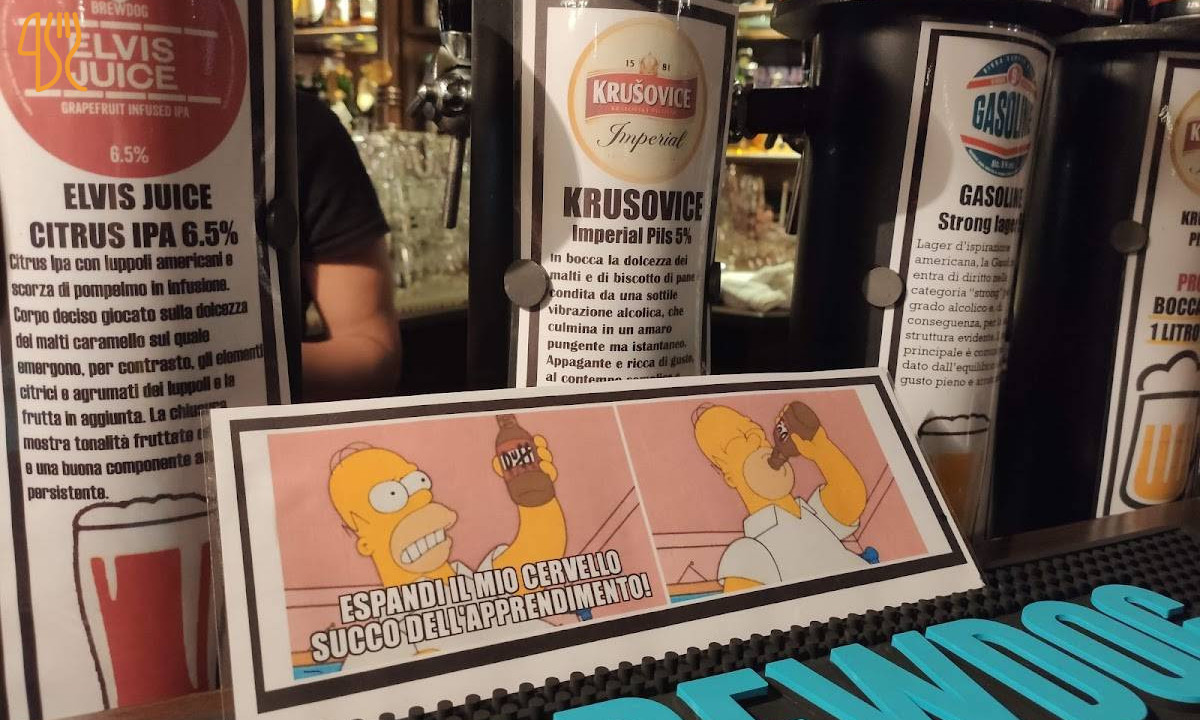 BREWDOG
ELVIS
JUICE
GRAPEFRUIT INFUSED IPA
6.5%
ELVIS JUICE
CITRUS IPA 6.5%
Citrus Ipa con luppoli americani e
scorza di pompelmo in infusione.
Corpo deciso giocato sulla dolcezza
dei malti caramello sul quale
emergono, per contrasto, gli elementi
citrici e agrumati dei luppoli e la
frutta in aggiunta. La
mostra tonalità fruttate
e una buona componente
persistente.
15 81
KRUŠOVICE
Imperial
KRUSOVICE
Imperial Pils 5%
In bocca la dolcezza dei
malti e di biscotto di pane
condita da una sottile
vibrazione alcolica, che
culmina in un amaro
pungente ma istantaneo.
Appagante e ricca di gusto,
al contempo
GASOLINE
GASOLINE
Strong lager
Lager d'ispirazione
americana, la
entra di diritto nella
categoria "strong"
grado alcolico e, di
conseguenza, per
struttura evidente. Il
principale è
dato dall'equilibrio
gusto pieno e
BOCC
1 LITRO
DUFF
ESPANDI IL MIO CERVELLO
SUCCO DELL'APPRENDIMENTO!
EWDOG